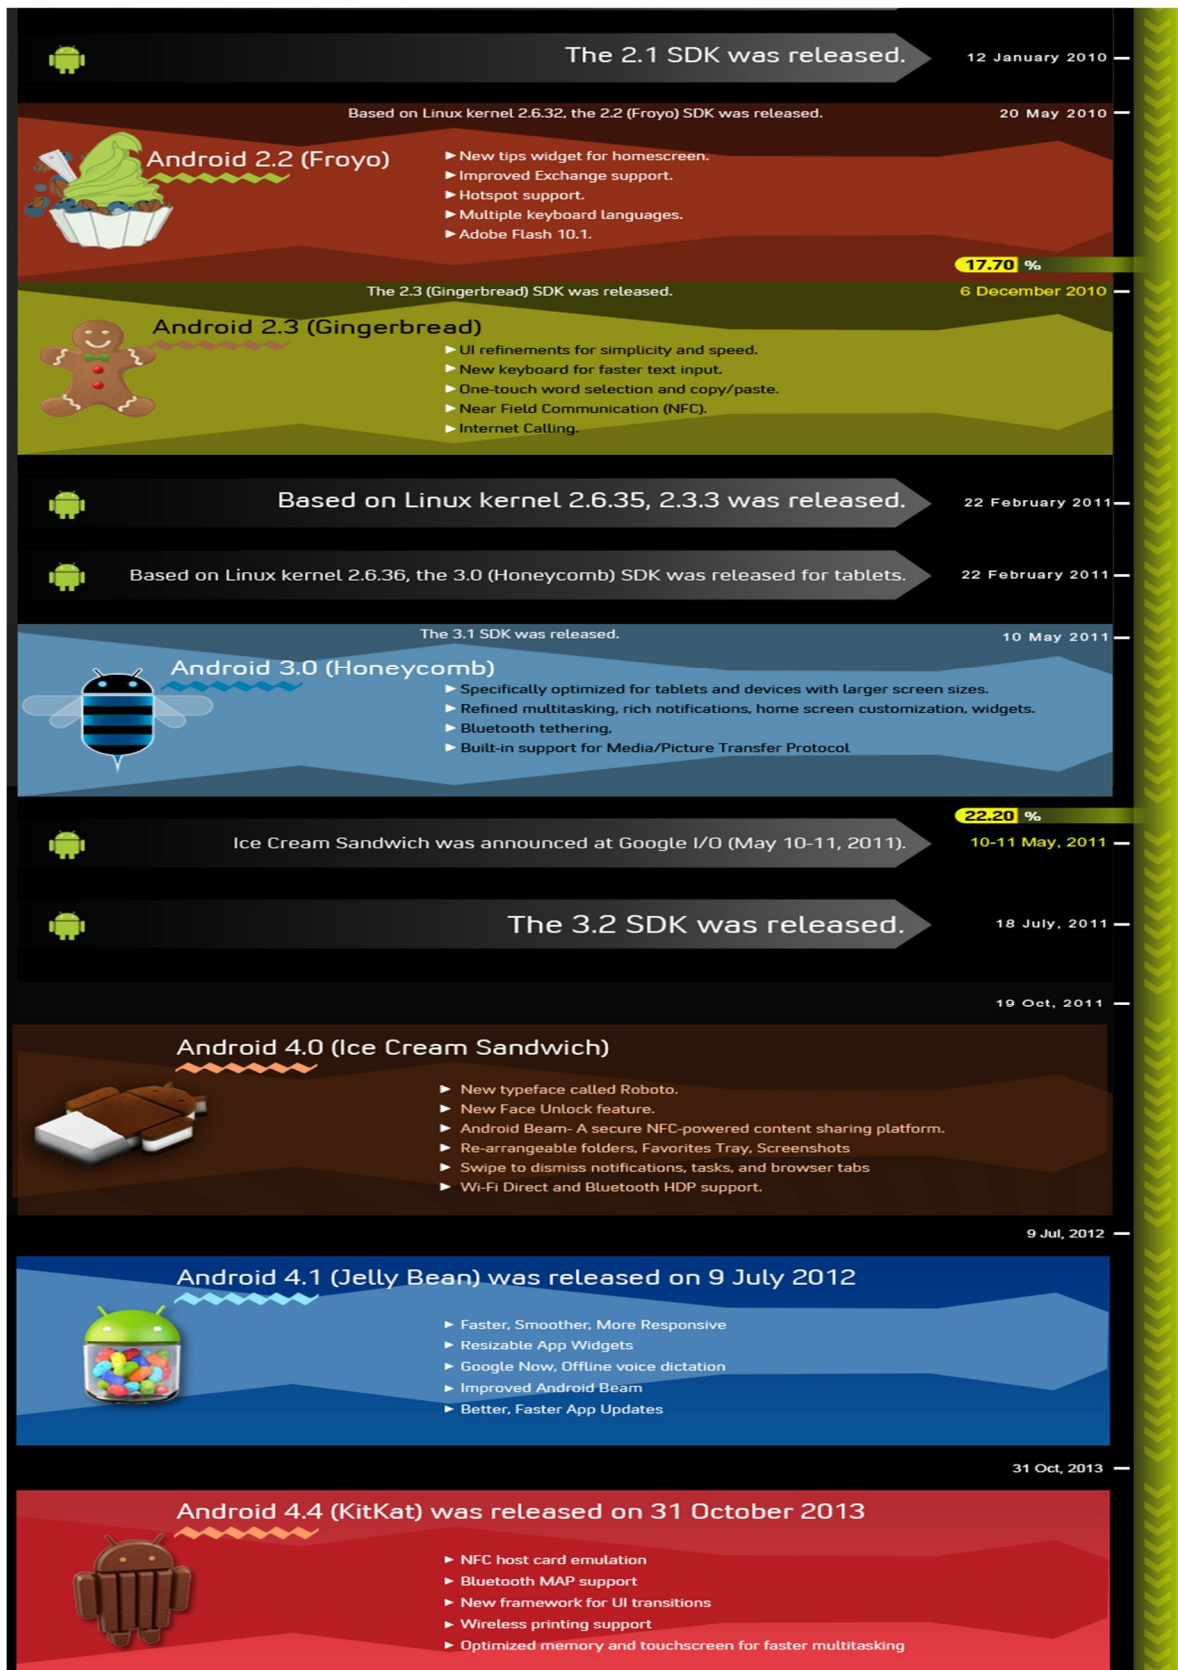 The 2.1 SDK was released.
12 January 2010
Based on Linux kernel 2.6.32, the 2.2 (Froyo) SDK was released.
20 May 2010
Android 2.2 (Froyo)
►New tips widget for homescreen.
►Improved Exchange support.
►Hotspot support.
►Multiple keyboard languages.
►Adobe Flash 10.1.
17.70 %
The 2.3 (Gingerbread) SDK was released.
6 December 2010
Android 2.3 (Gingerbread)
►UI refinements for simplicity and speed.
►New keyboard for faster text input.
►One-touch word selection and copy/paste.
►Near Field Communication (NFC).
►Internet Calling.
Based on Linux kernel 2.6.35, 2.3.3 was released.
22 February 2011
Based on Linux kernel 2.6.36, the 3.0 (Honeycomb) SDK was released for tablets.
22 February 2011
The 3.1 SDK was released.
10 May 2011
Android 3.0 (Honeycomb)
►Specifically optimized for tablets and devices with larger screen sizes.
►Refined multitasking, rich notifications, home screen customization, widgets.
►Bluetooth tethering,
►Built-in support for Media/Picture Transfer Protocol
22.20 %
Ice Cream Sandwich was announced at Google I/O (May 10-11, 2011).
10-11 May, 2011
The 3.2 SDK was released.
18 July, 2011
19 Oct, 2011
Android 4.0 (Ice Cream Sandwich)
► New typeface called Roboto.
► New Face Unlock feature.
► Android Beam- A secure NFC-powered content sharing platform.
► Re-arrangeable folders, Favorites Tray, Screenshots
► Swipe to dismiss notifications, tasks, and browser tabs
► Wi-Fi Direct and Bluetooth HDP support.
9 Jul, 2012
Android 4.1 (Jelly Bean) was released on 9 July 2012
► Faster, Smoother, More Responsive
► Resizable App Widgets
► Google Now, Offline voice dictation
► Improved Android Beam
► Better, Faster App Updates
31 Oct, 2013
Android 4.4 (KitKat) was released on 31 October 2013
► NFC host card emulation
► Bluetooth MAP support
► New framework for UI transitions
► Wireless printing support
► Optimized memory and touchscreen for faster multitasking